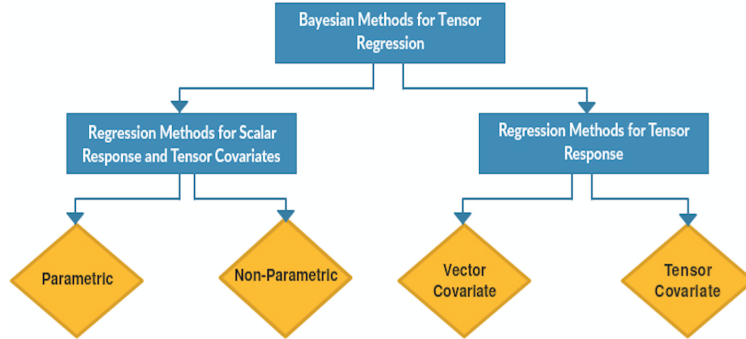 Bayesian Methods for Tensor
Regression
Regression Methods for Scalar
Response and Tensor Covariates
Regression Methods for Tensor
Response
Parametric
Non-Parametric
Vector
Covariate
Tensor
Covariate